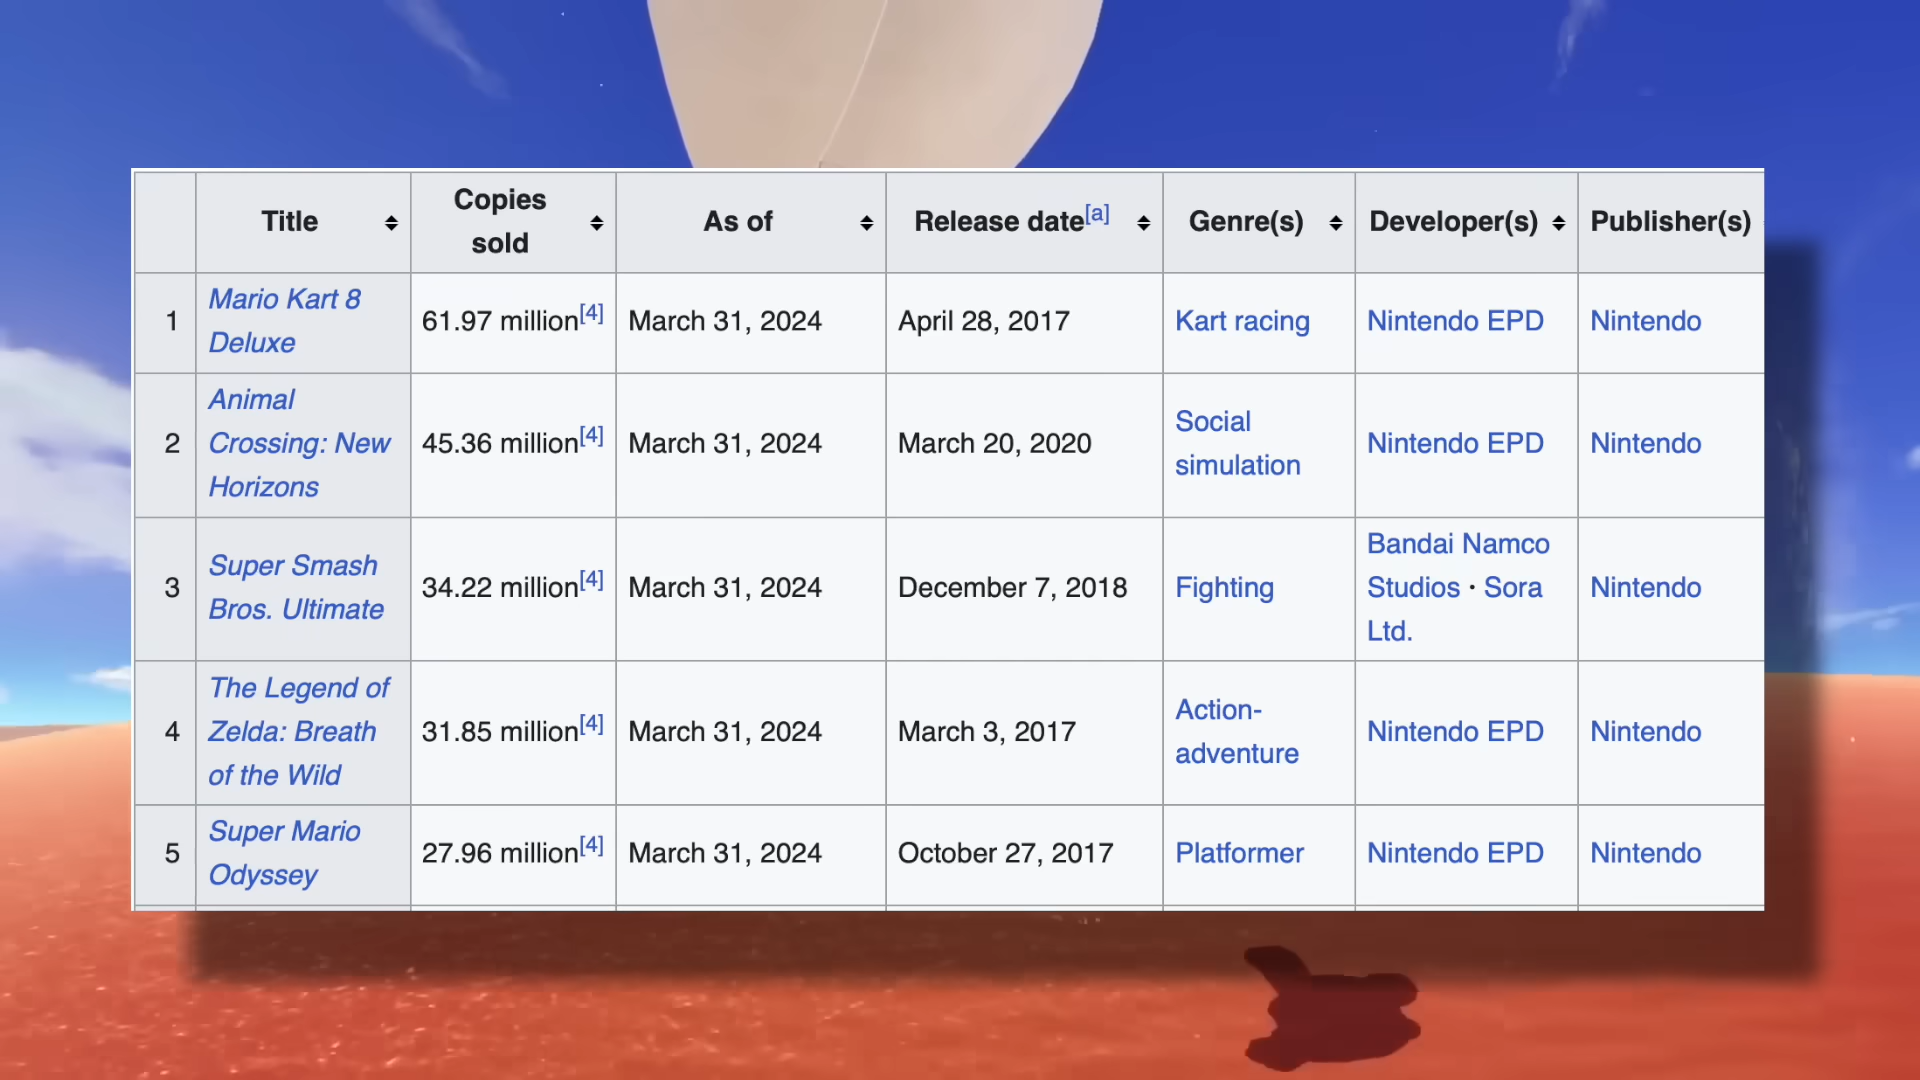 Title
Copies
sold
As of
Release date[a]
Genre(s)
Developer(s)
Publisher(s)
1
Mario Kart 8
Deluxe
61.97 million[4]
March 31, 2024
April 28, 2017
Kart racing
Nintendo EPD
Nintendo
2
Animal
Crossing: New
Horizons
45.36 million[4]
March 31, 2024
March 20, 2020
Social
simulation
Nintendo EPD
Nintendo
3
Super Smash
Bros. Ultimate
34.22 million[4]
March 31, 2024
December 7, 2018
Fighting
Bandai Namco
Studios · Sora
Ltd.
Nintendo
4
The Legend of
Zelda: Breath
of the Wild
31.85 million[4]
March 31, 2024
March 3, 2017
Action-
adventure
Nintendo EPD
Nintendo
5
Super Mario
Odyssey
27.96 million[4]
March 31, 2024
October 27, 2017
Platformer
Nintendo EPD
Nintendo